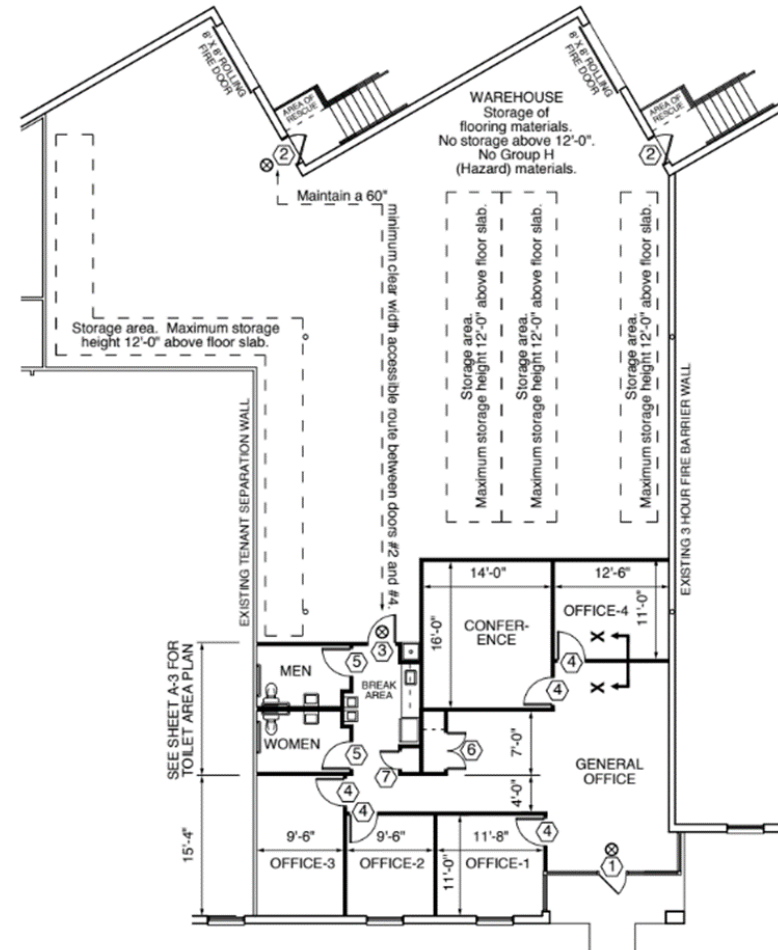 8' X 8' ROLLING
FIRE DOOR
AREA OF
RESCUE
2
8' X 8' ROLLING
FIRE DOOR
AREA OF
RESCUE
2
WAREHOUSE
Storage of
flooring materials.
No storage above 12'-0".
No Group H
(Hazard) materials.
Maintain a 60"
minimum clear width accessible route between doors #2 and #4.
Storage area. Maximum storage
height 12'-0" above floor slab.
Storage area.
Maximum storage height 12'-0" above floor slab.
Storage area.
Maximum storage height 12'-0" above floor slab.
Storage area.
Maximum storage height 12'-0" above floor slab.
EXISTING TENANT SEPARATION WALL
EXISTING 3 HOUR FIRE BARRIER WALL
14'-0"
12'-6"
16'-0"
CONFER-
ENCE
OFFICE-4
11'-0"
X
X
4
4
3
5
MEN
BREAK
AREA
WOMEN
5
7
6
7'-0"
4'-0"
GENERAL
OFFICE
SEE SHEET A-3 FOR
TOILET AREA PLAN
15'-4"
4
4
4
9'-6"
9'-6"
11'-8"
OFFICE-3
OFFICE-2
OFFICE-1
11'-0"
1